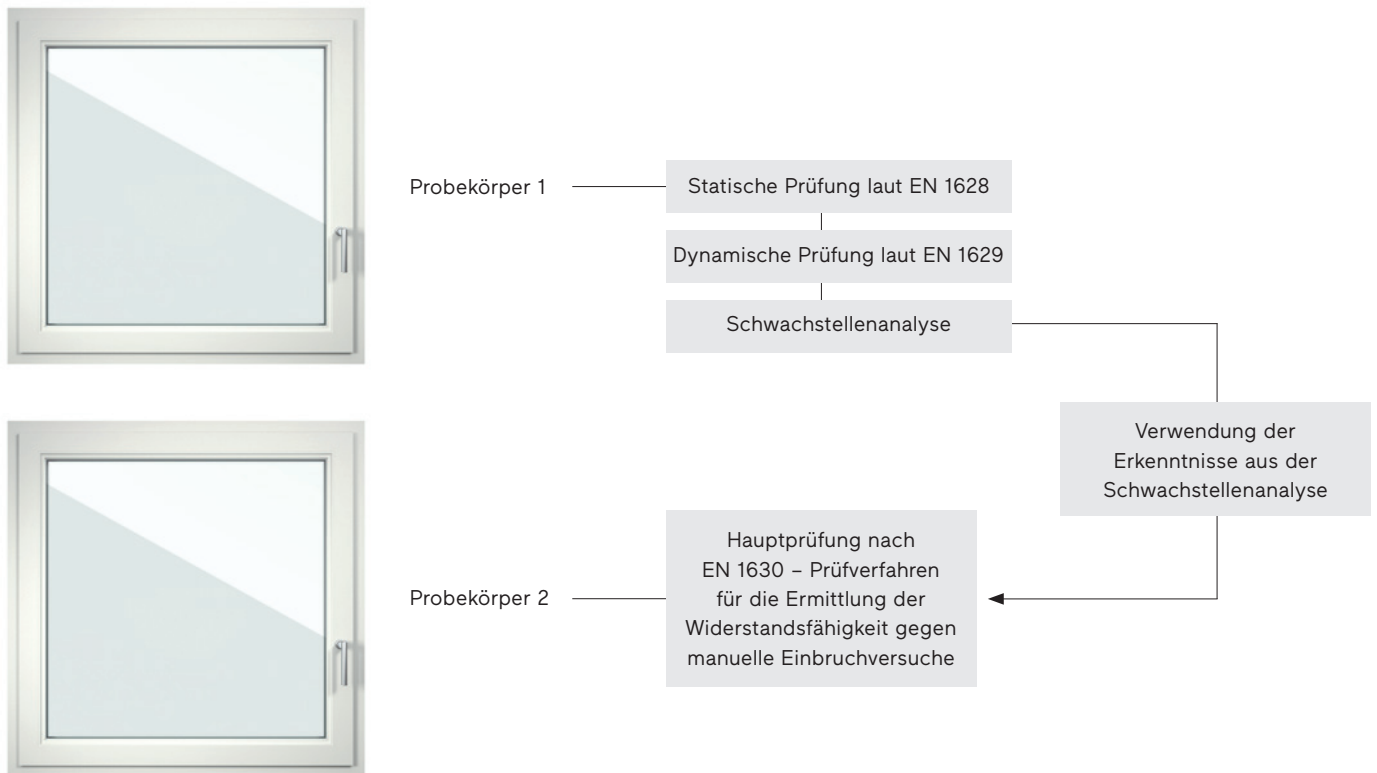 Probekörper 1
Statische Prüfung laut EN 1628
Dynamische Prüfung laut EN 1629
Schwachstellenanalyse
Verwendung der
Erkenntnisse aus der
Schwachstellenanalyse
Probekörper 2
Hauptprüfung nach
EN 1630 – Prüfverfahren
für die Ermittlung der
Widerstandsfähigkeit gegen
manuelle Einbruchversuche